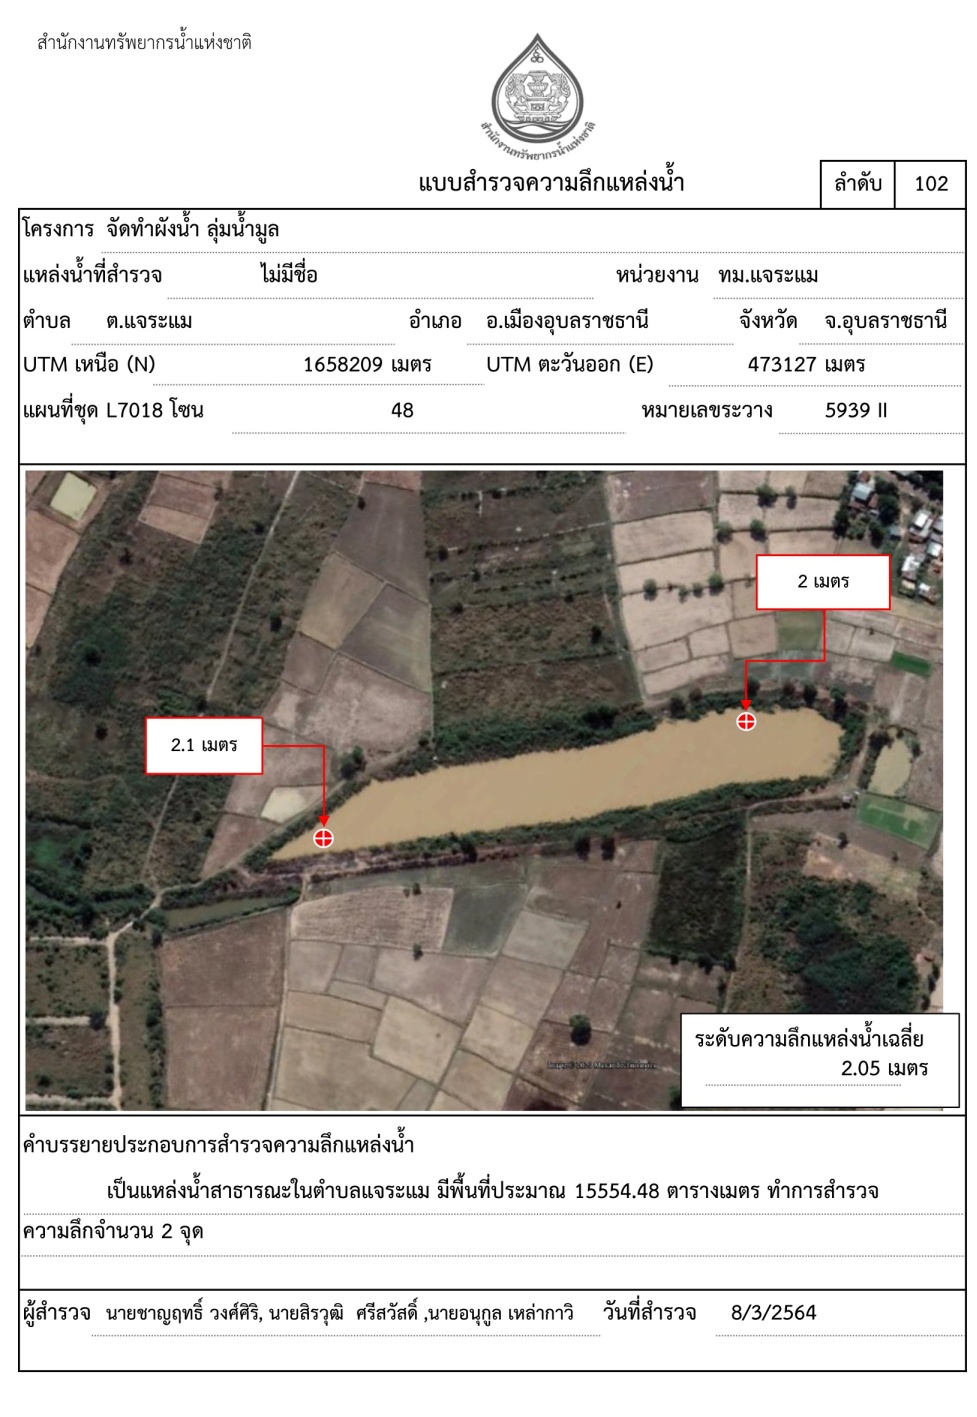 สำนักงานทรัพยากรน้ำแห่งชาติ
สำนักงานทรัพยากรน้ำแห่งชาติ
แบบสำรวจความลึกแหล่งน้ำ
ลำดับ 102
โครงการ จัดทำผังน้ำ ลุ่มน้ำมูล
แหล่งน้ำที่สำรวจ ไม่มีชื่อ หน่วยงาน ทม.แจระแม
ตำบล ต.แจระแม อำเภอ อ.เมืองอุบลราชธานี จังหวัด จ.อุบลราชธานี
UTM เหนือ (N) 1658209 เมตร UTM ตะวันออก (E) 473127 เมตร
แผนที่ชุด L7018 โซน 48 หมายเลขระวาง 5939 II
2 เมตร
2.1 เมตร
ระดับความลึกแหล่งน้ำเฉลี่ย
2.05 เมตร
คำบรรยายประกอบการสำรวจความลึกแหล่งน้ำ
เป็นแหล่งน้ำสาธารณะในตำบลแจระแม มีพื้นที่ประมาณ 15554.48 ตารางเมตร ทำการสำรวจ
ความลึกจำนวน 2 จุด
ผู้สำรวจ นายชาญฤทธิ์ วงศ์ศิริ, นายสิรวุฒิ ศรีสวัสดิ์ ,นายอนุกูล เหล่ากาวิ วันที่สำรวจ 8/3/2564